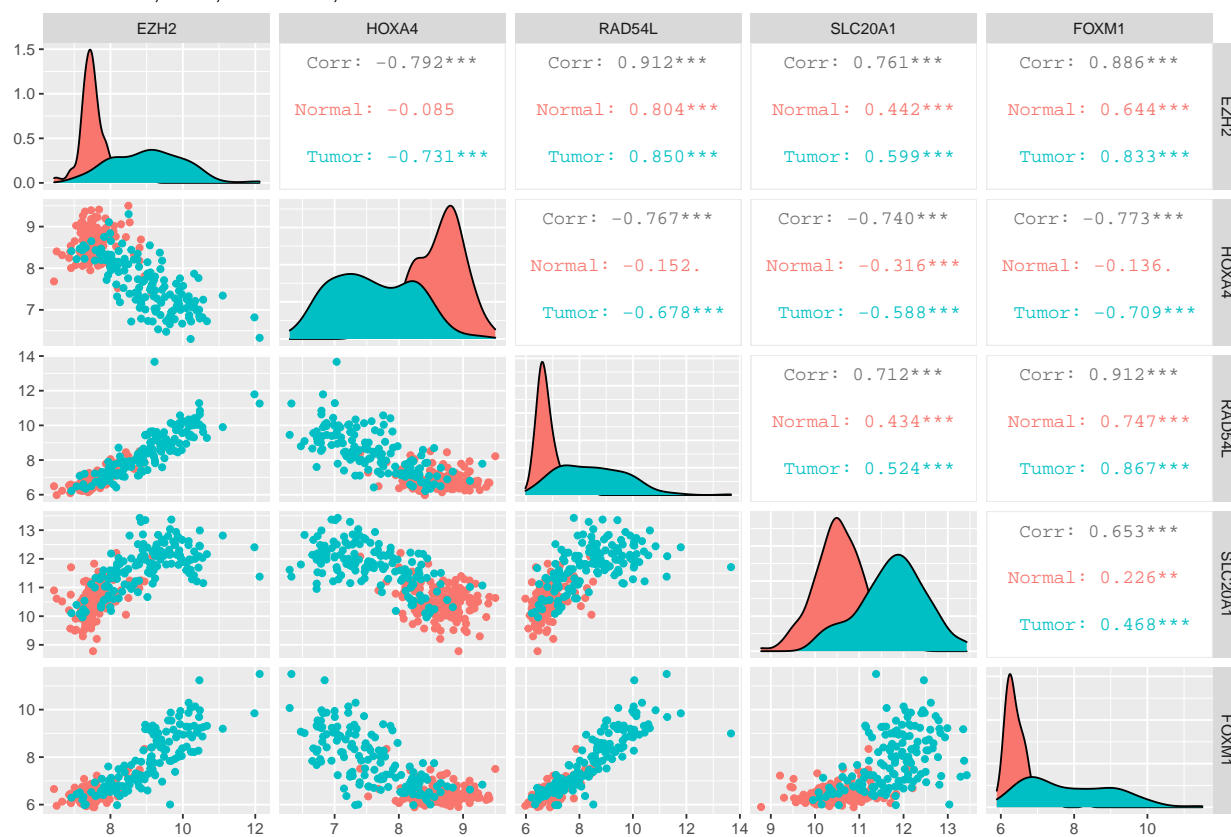 EZH2 HOXA4 RAD54L SLC20A1 FOXM1
1.5 Corr: -0.792*** Corr: 0.912*** Corr: 0.761*** Corr: 0.886***
1.0 Normal: -0.085 Normal: 0.804*** Normal: 0.442*** Normal: 0.644*** EZH2
0.5 Tumor: -0.731*** Tumor: 0.850*** Tumor: 0.599*** Tumor: 0.833***
0.0
9 Corr: -0.767*** Corr: -0.740*** Corr: -0.773***
8 Normal: -0.152. Normal: -0.316*** Normal: -0.136. HOXA4
7 Tumor: -0.678*** Tumor: -0.588*** Tumor: -0.709***
14 Corr: 0.712*** Corr: 0.912***
12
10 Normal: 0.434*** Normal: 0.747*** RAD54L
8 Tumor: 0.524*** Tumor: 0.867***
6
13 Corr: 0.653***
12
11 Normal: 0.226** SLC20A1
10 Tumor: 0.468***
9
10
8 FOXM1
6
8 10 12 7 8 9 6 8 10 12 14 9 10 11 12 13 6 8 10